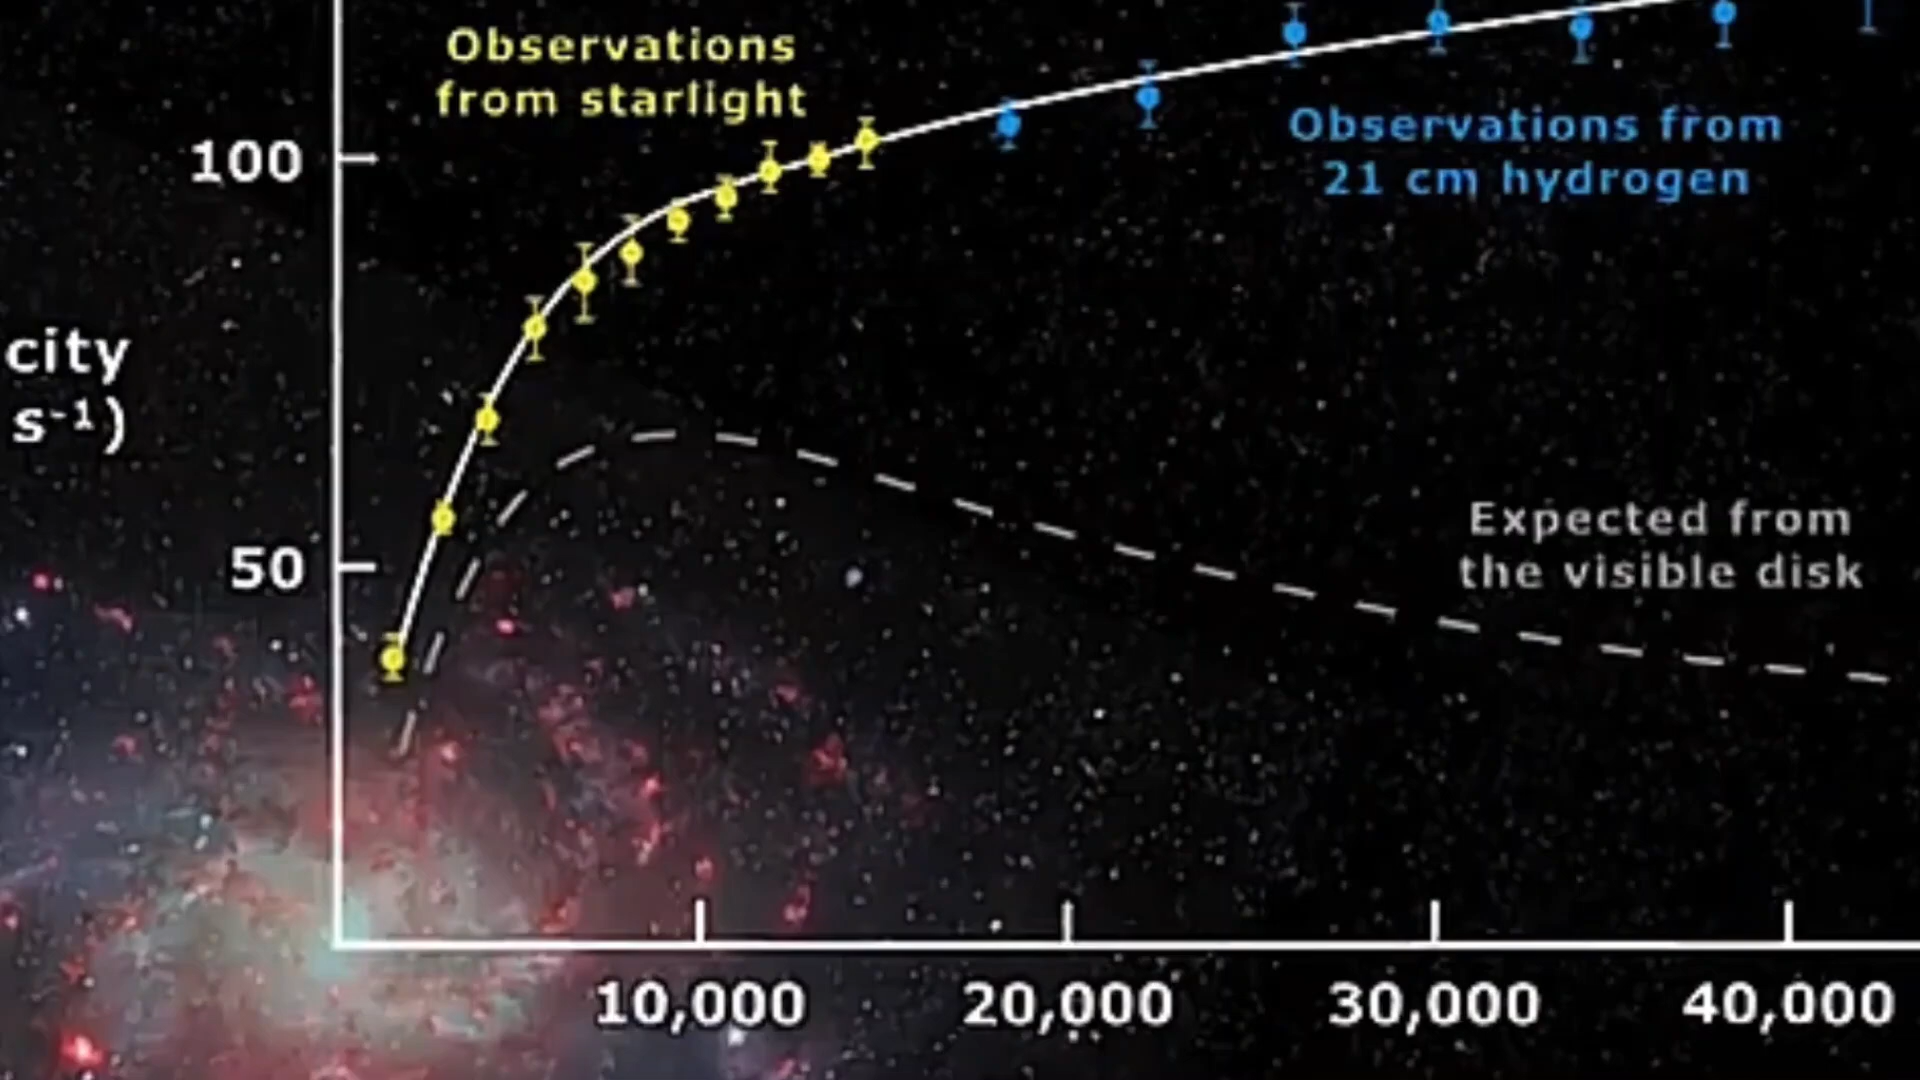 Observations
from starlight
100
Observations from
21 cm hydrogen
city
s⁻¹)
Expected from
the visible disk
50
10,000 20,000 30,000 40,000